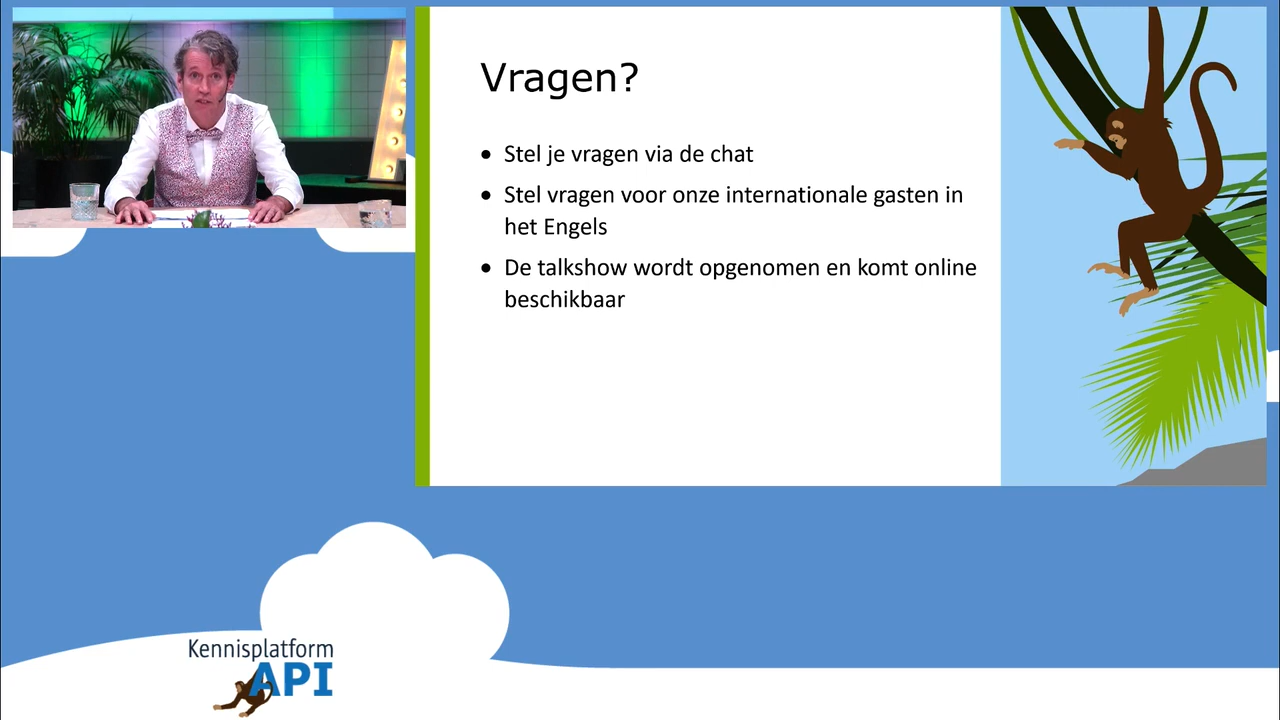 Vragen?
• Stel je vragen via de chat
• Stel vragen voor onze internationale gasten in
het Engels
• De talkshow wordt opgenomen en komt online
beschikbaar
Kennisplatform
API